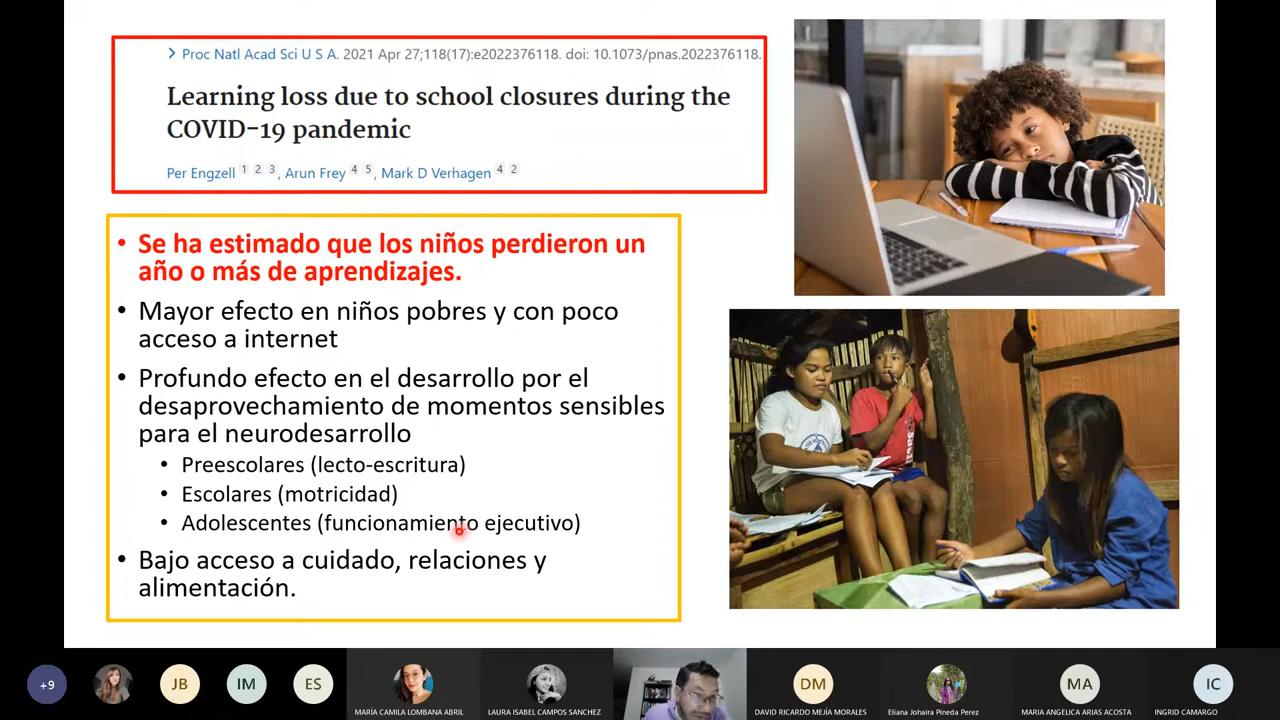 Proc Natl Acad Sci U S A. 2021 Apr 27;118(17):e2022376118. doi: 10.1073/pnas.2022376118.
Learning loss due to school closures during the
COVID-19 pandemic
Per Engzell 1 2 3, Arun Frey 4 5, Mark D Verhagen 4 2
• Se ha estimado que los niños perdieron un
año o más de aprendizajes.
• Mayor efecto en niños pobres y con poco
acceso a internet
• Profundo efecto en el desarrollo por el
desaprovechamiento de momentos sensibles
para el neurodesarrollo
• Preescolares (lecto-escritura)
• Escolares (motricidad)
• Adolescentes (funcionamiento ejecutivo)
• Bajo acceso a cuidado, relaciones y
alimentación.
+9
JB
IM
ES
DM
MA
IC
MARÍA CAMILA LOMBANA ABRIL
LAURA ISABEL CAMPOS SANCHEZ
DAVID RICARDO MEJÍA MORALES
Eliana Johaira Pineda Perez
MARIA ANGELICA ARIAS ACOSTA
INGRID CAMARGO